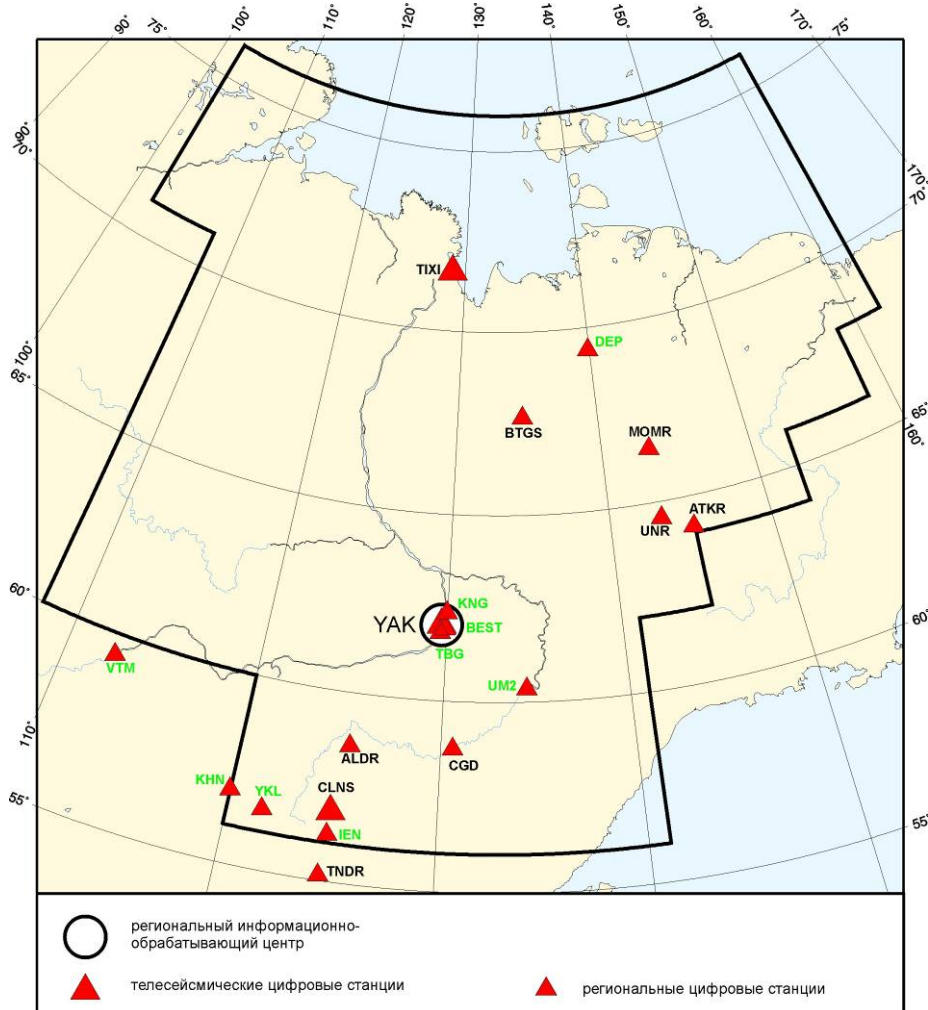 90°
75°
100°
110°
120°
130°
140°
150°
160°
170°
75°
90°
70°
170°
70°
TIXI
DEP
100°
65°
BTGS
MOMR
65°
160°
ATKR
UNR
60°
KNG
YAK
BEST
TBG
60°
VTM
UM2
110°
ALDR
CGD
KHN
YKL
CLNS
55°
IEN
55°
TNDR
региональный информационно-
обрабатывающий центр
телесейсмические цифровые станции
региональные цифровые станции